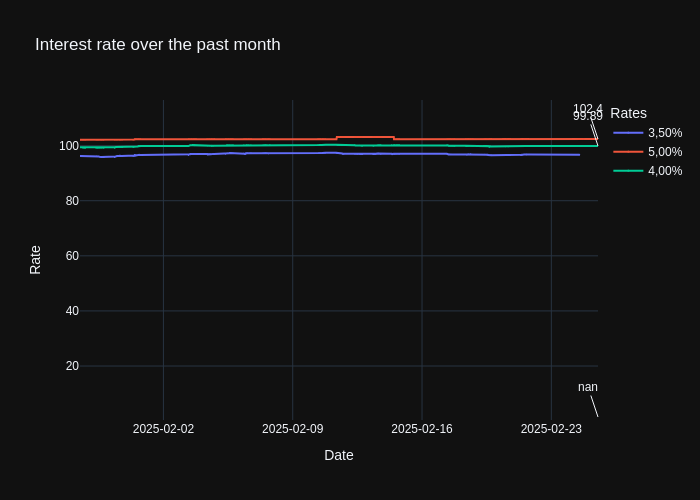 Interest rate over the past month
102.4
99.89
Rates
3,50%
5,00%
4,00%
100
80
60
40
20
Rate
nan
2025-02-02
2025-02-09
2025-02-16
2025-02-23
Date